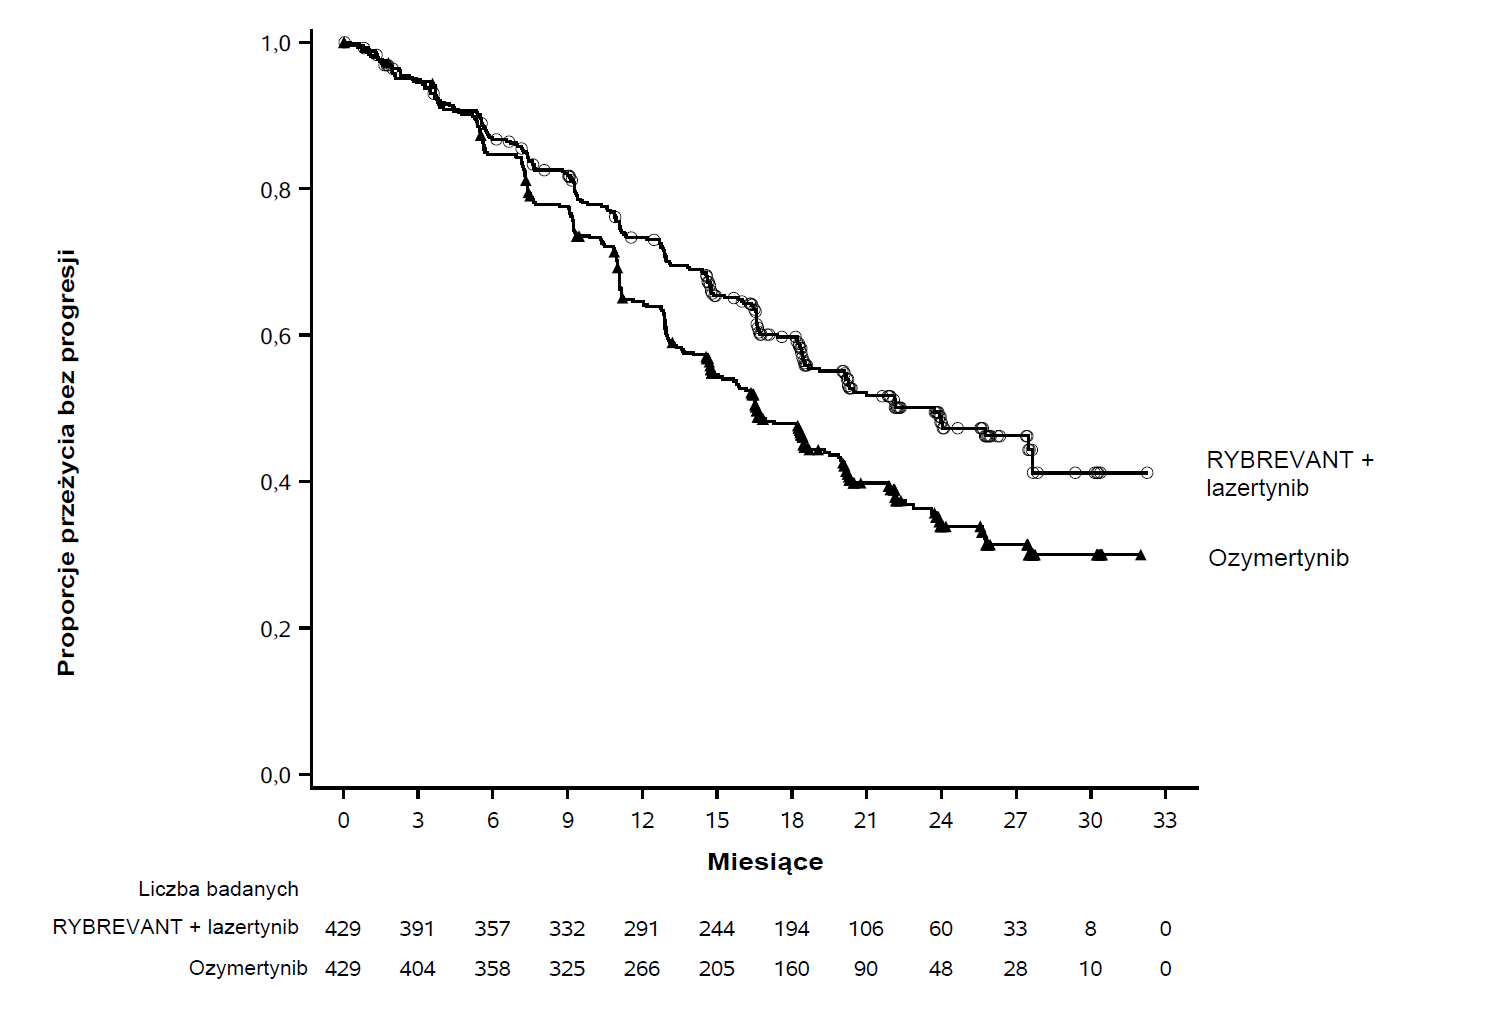 Proporcje przeżycia bez progresji
1,0
0,8
0,6
0,4
0,2
0,0
RYBREVANT +
lazertynib
Ozymertynib
0 3 6 9 12 15 18 21 24 27 30 33
Miesiące
Liczba badanych
RYBREVANT + lazertynib 429 391 357 332 291 244 194 106 60 33 8 0
Ozymertynib 429 404 358 325 266 205 160 90 48 28 10 0